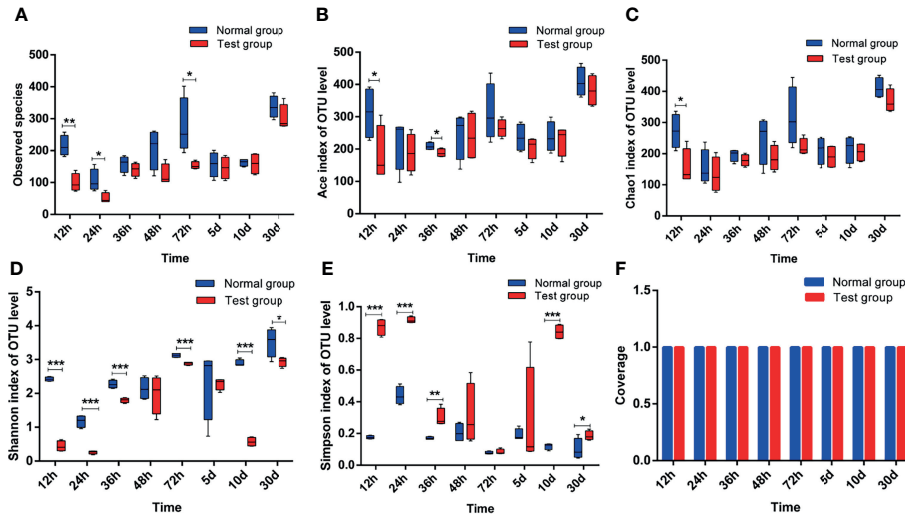 A
Normal group
Test group
Observed species
500
400
300
200
100
0
**
*
*
12h 24h 36h 48h 72h 5d 10d 30d
Time
B
Normal group
Test group
Ace index of OTU level
500
400
300
200
100
0
*
*
12h 24h 36h 48h 72h 5d 10d 30d
Time
C
Normal group
Test group
Chao1 index of OTU level
500
400
300
200
100
0
*
12h 24h 36h 48h 72h 5d 10d 30d
Time
D
Normal group
Test group
Shannon index of OTU level
5
4
3
2
1
0
***
***
***
***
***
12h 24h 36h 48h 72h 5d 10d 30d
Time
E
Normal group
Test group
Simpson index of OTU level
1.0
0.8
0.6
0.4
0.2
0.0
***
***
**
***
*
12h 24h 36h 48h 72h 5d 10d 30d
Time
F
Normal group
Test group
Coverage
1.5
1.0
0.5
0.0
12h 24h 36h 48h 72h 5d 10d 30d
Time